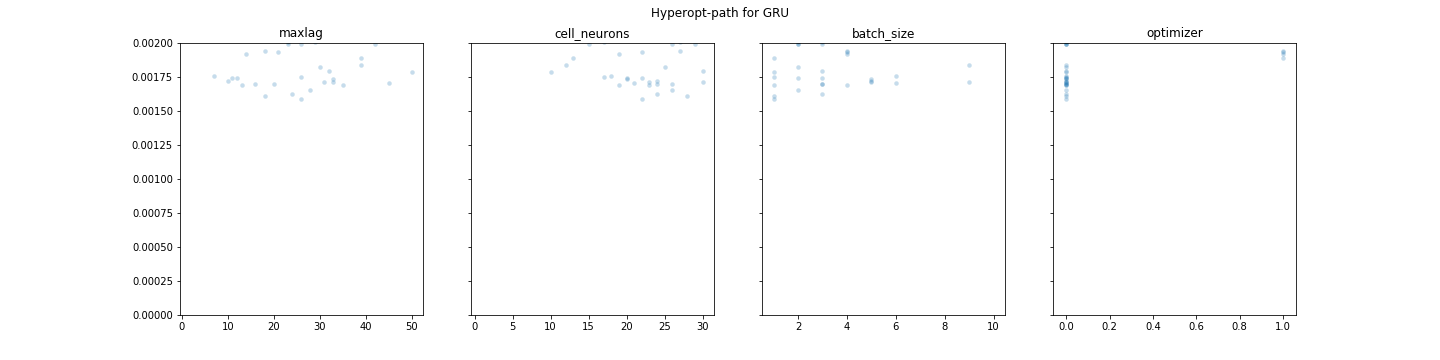 Hyperopt-path for GRU
maxlag
cell_neurons
batch_size
optimizer
0.00200
0.00175
0.00150
0.00125
0.00100
0.00075
0.00050
0.00025
0.00000
0 10 20 30 40 50
0 5 10 15 20 25 30
2 4 6 8 10
0.0 0.2 0.4 0.6 0.8 1.0